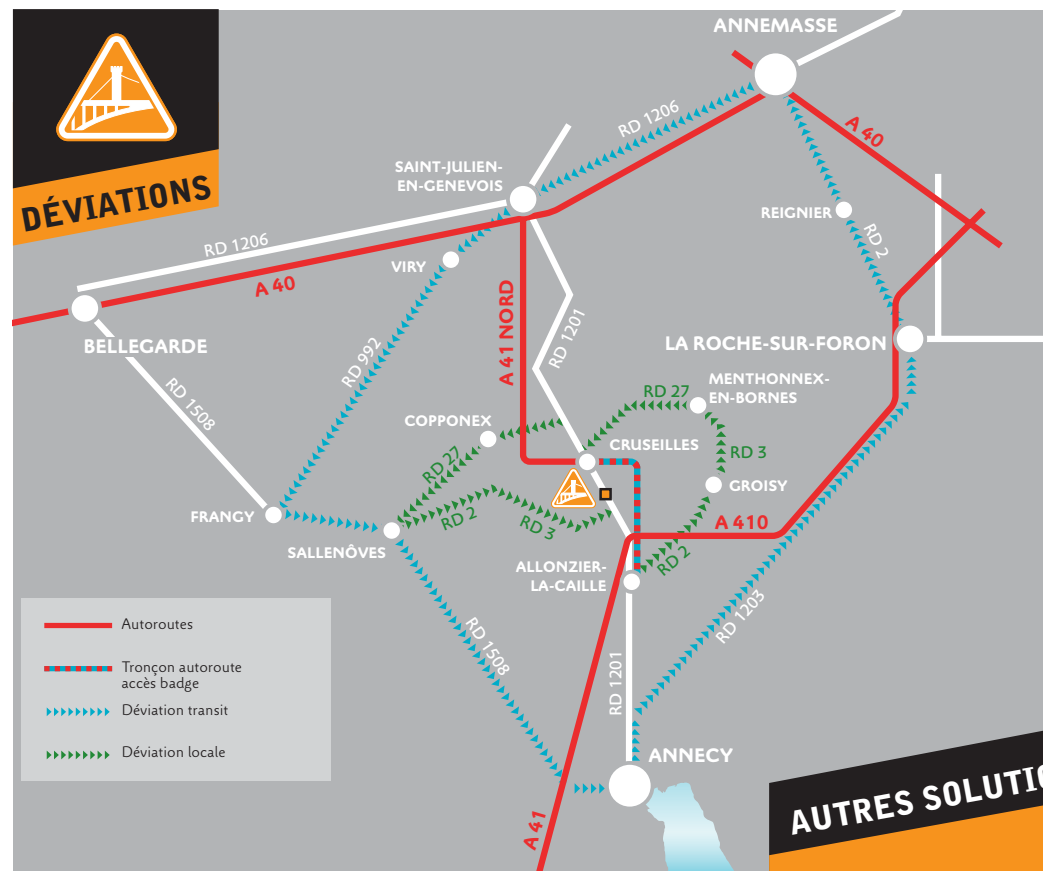 ANNEMASSE
DÉVIATIONS
RD 1206
A 40
SAINT-JULIEN-
EN-GENEVOIS
REIGNIER
RD 2
RD 1206
VIRY
A 40
BELLEGARDE
A 41 NORD
RD 1201
LA ROCHE-SUR-FORON
RD 992
RD 1508
MENTHONNEX-
EN-BORNES
RD 27
COPPONEX
CRUSEILLES
RD 27
RD 3
GROISY
FRANGY
RD 2
RD 3
A 410
SALLENÔVES
RD 2
ALLONZIER-
LA-CAILLE
RD 1203
RD 1508
RD 1201
Autoroutes
Tronçon autoroute
accès badge
Déviation transit
Déviation locale
ANNECY
A 41
AUTRES SOLUTIO